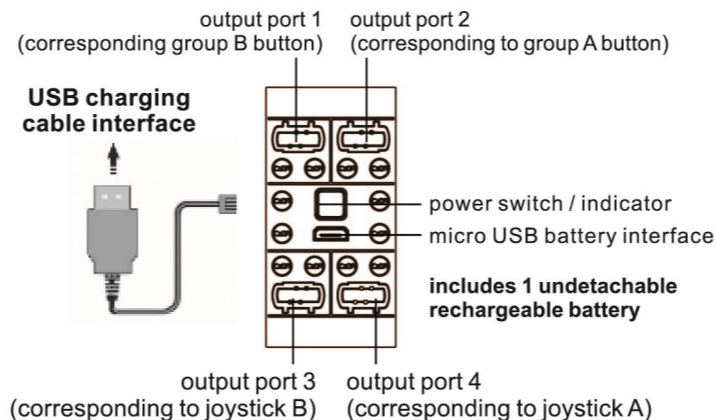 output port 1
(corresponding group B button)
output port 2
(corresponding to group A button)
USB charging
cable interface
power switch / indicator
micro USB battery interface
includes 1 undetachable
rechargeable battery
output port 3
(corresponding to joystick B)
output port 4
(corresponding to joystick A)